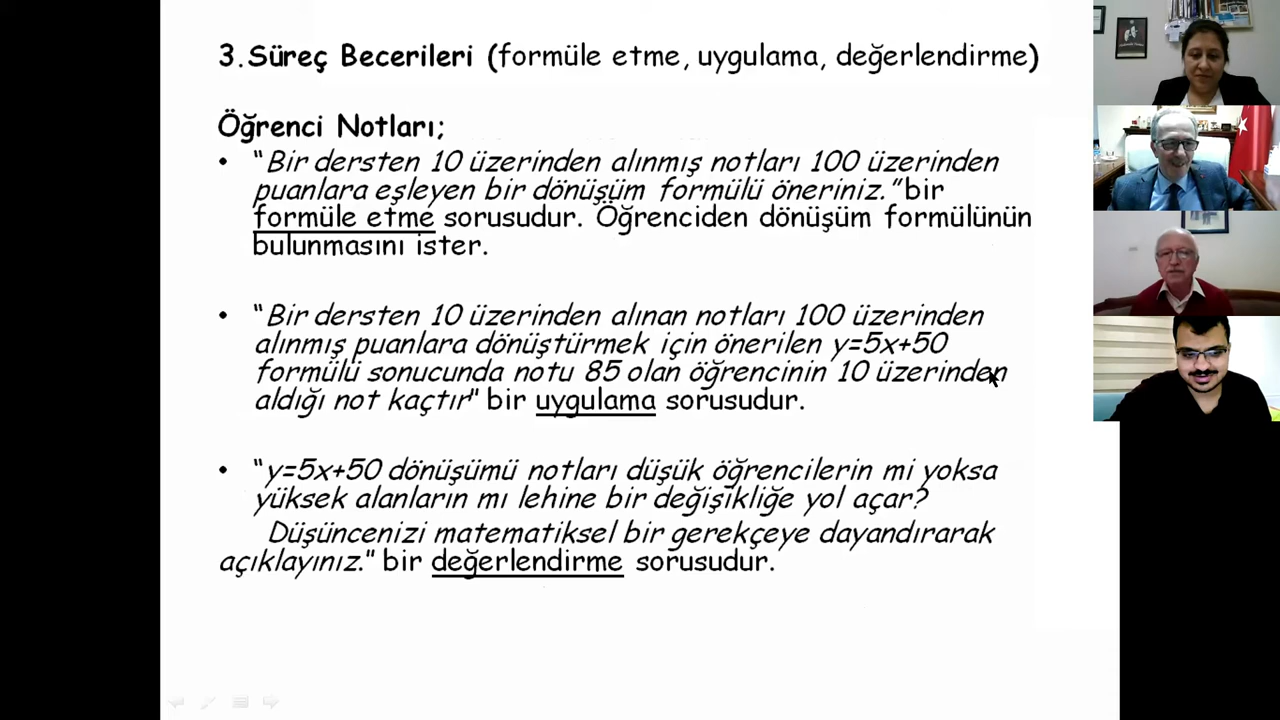 3.Süreç Becerileri (formüle etme, uygulama, değerlendirme)
Öğrenci Notları;
• "Bir dersten 10 üzerinden alınmış notları 100 üzerinden
puanlara eşleyen bir dönüşüm formülü öneriniz." bir
formüle etme sorusudur. Öğrenciden dönüşüm formülünün
bulunmasını ister.
• "Bir dersten 10 üzerinden alınan notları 100 üzerinden
alınmış puanlara dönüştürmek için önerilen y=5x+50
formülü sonucunda notu 85 olan öğrencinin 10 üzerinden
aldığı not kaçtır" bir uygulama sorusudur.
• "y=5x+50 dönüşümü notları düşük öğrencilerin mi yoksa
yüksek alanların mı lehine bir değişikliğe yol açar?
Düşüncenizi matematiksel bir gerekçeye dayandırarak
açıklayınız." bir değerlendirme sorusudur.